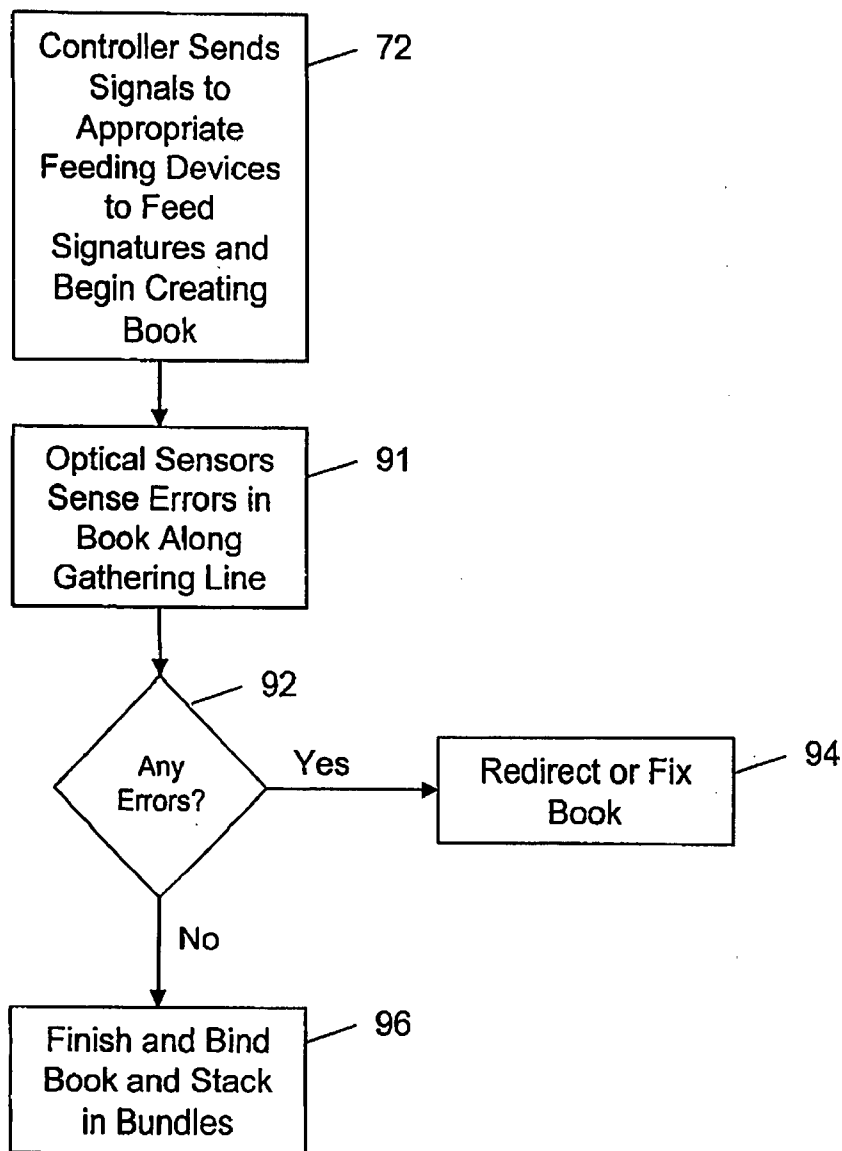 Controller Sends
Signals to
Appropriate
Feeding Devices
to Feed
Signatures and
Begin Creating
Book
72
Optical Sensors
Sense Errors in
Book Along
Gathering Line
91
92
Any
Errors?
Yes
Redirect or Fix
Book
94
No
Finish and Bind
Book and Stack
in Bundles
96